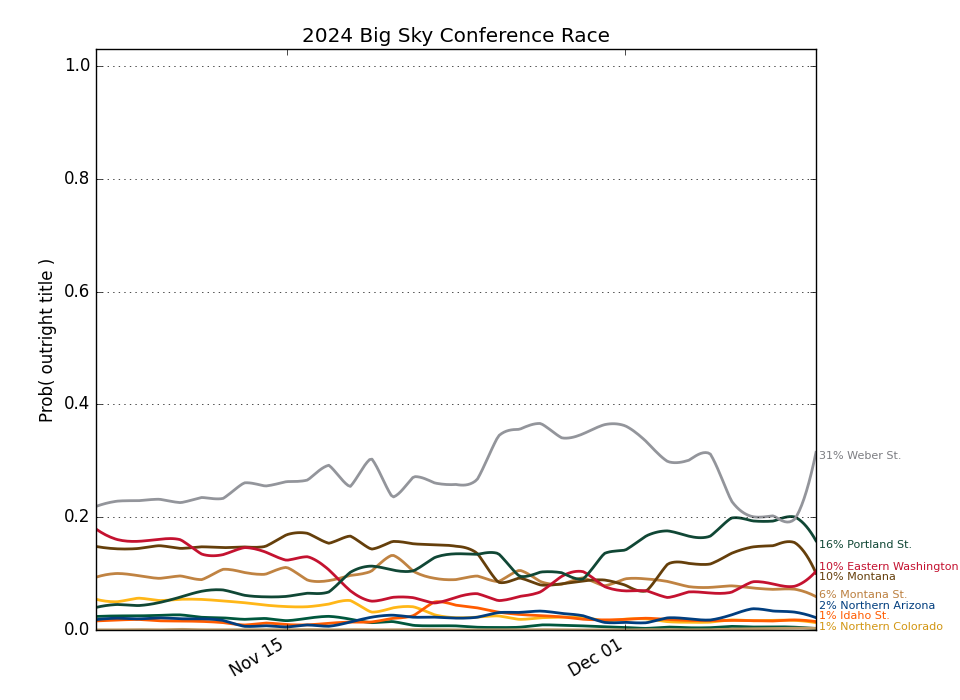 2024 Big Sky Conference Race
Prob( outright title )
1.0
0.8
0.6
0.4
0.2
0.0
Nov 15
Dec 01
31% Weber St.
16% Portland St.
10% Eastern Washington
10% Montana
6% Montana St.
2% Northern Arizona
1% Idaho St.
1% Northern Colorado